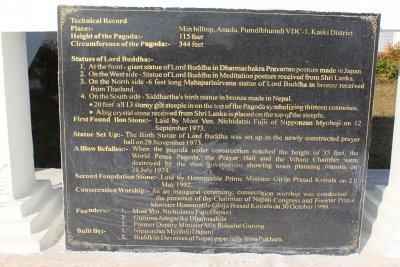 Technical Record
Place:- Min hilltop, Anadu, Pumdibhumdi VDC-1, Kaski District
Height of the Pagoda:- 115 feet
Circumference of the Pagoda:- 344 feet
Statues of Lord Buddha:-
1. At the front - giant statue of Lord Buddha in Dharmachakra Pravartan posture made in Japan.
2. On the West side - Statue of Lord Buddha in Meditation posture received from Shri Lanka.
3. On the North side -6 feet long Mahaparinirvana statue of Lord Buddha in bronze received
from Thailand.
4. On the South side - Siddhartha's birth statue in bronze made in Nepal.
• 20 feet all 13 storey gilt steeple in on the top of the Pagoda symbolizing thirteen cosmoses.
• A big crystal stone received from Shri Lanka is placed on the top of the steeple.
First Foundation Stone:- Laid by Most Ven. Nichidatsu Fujii of Nipponzan Myohoji on 12
September 1973.
Statue Set Up:- The Birth Statue of Lord Buddha was set up in the newly constructed prayer
hall on 28 November 1973.
A Blow Befallen:- When the pagoda under construction reached the height of 35 feet, the
World Peace Pagoda, the Prayer Hall and the Vihara Chamber were
destroyed by the then government showing town planning reasons on
28 July 1974.
Second Foundation Stone:- Laid by Honourable Prime Minister Girija Prasad Koirala on 21
May 1992.
Consecration Worship:- As an inaugural ceremony, consecration worship was conducted
in the presence of the Chairman of Nepali Congress and Former Prime
Minister Honourable Girija Prasad Koirala on 30 October 1999.
Founders:- 1. Most Ven. Nichidatsu Fujii (Japan)
2. Guruma Anagarika Dharmashila
3. Former Deputy Minister Min Bahadur Gurung
Built By:- 1. Nipponzan Myohoji (Japan)
2. Buddhist Devotees of Nepal especially from Pokhara.